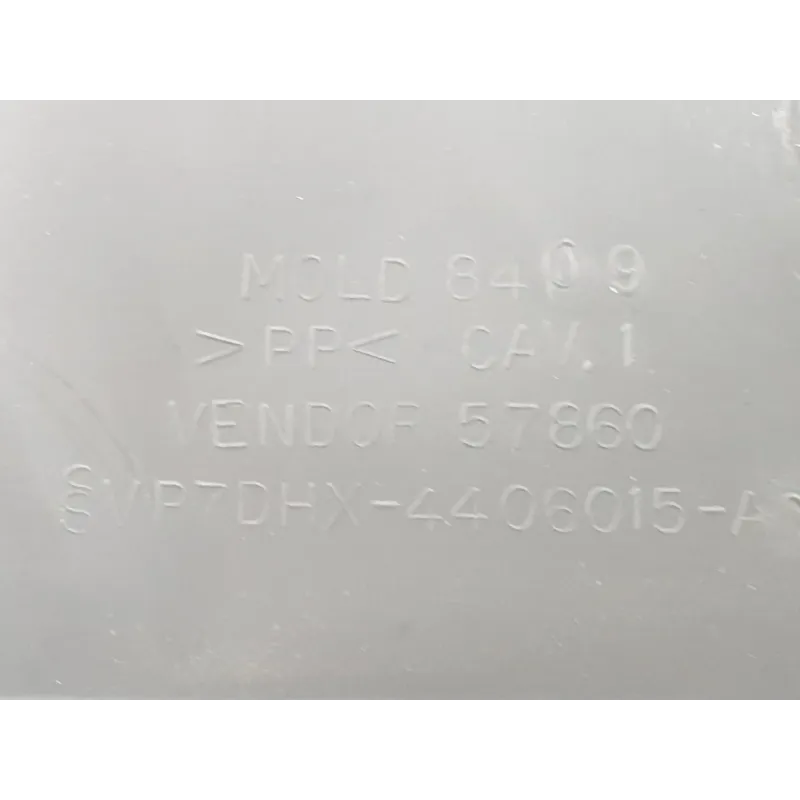 MOLD 8409
>PP< CAV.1
VENDOR 57860